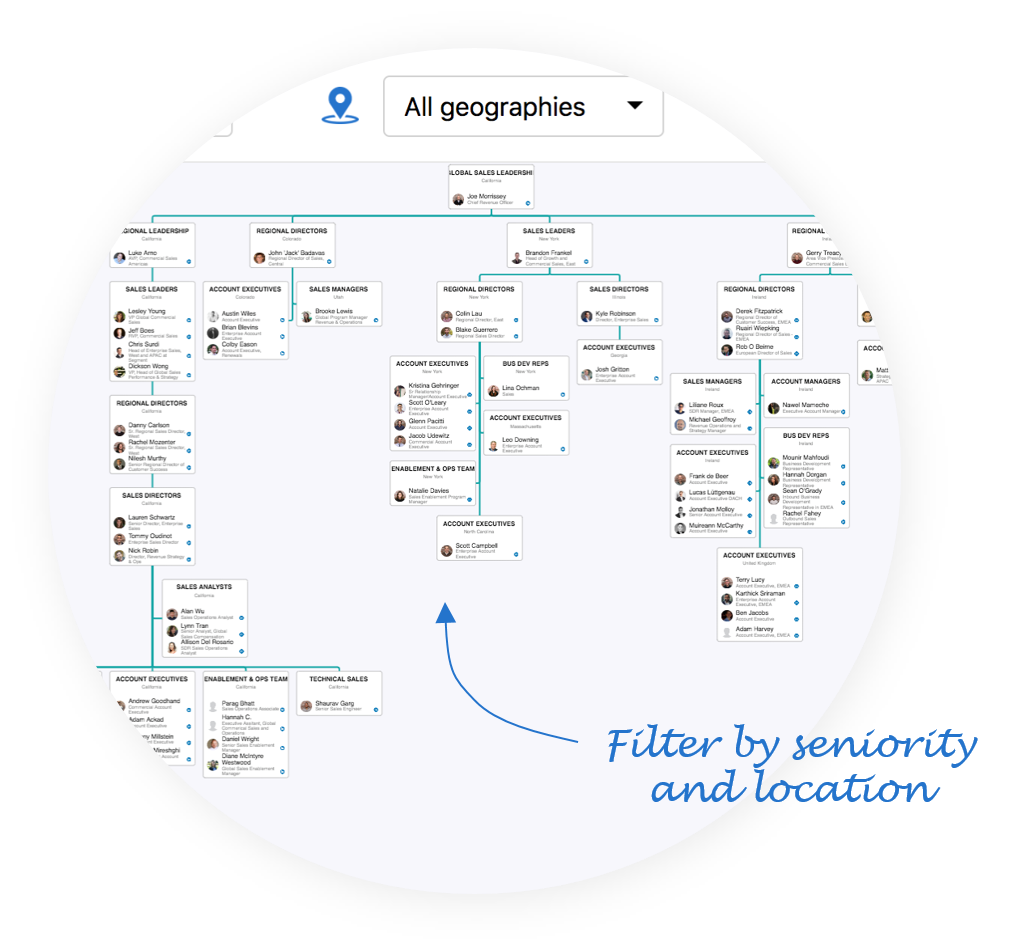 All geographies
GLOBAL SALES LEADERSHI
California
Joe Morrissey
Chief Revenue Officer
GIONAL LEADERSHIP
California
Luke Arno
AVP, Commercial Sales
Americas
REGIONAL DIRECTORS
Colorado
John 'Jack' Badavas
Regional Director of Sales,
Central
SALES LEADERS
New York
Brandon Frankel
Head of Growth and
Commercial Sales, East
REGIONAL
Gerry Treacy
SALES LEADERS
California
Lesley Young
VP Global Commercial
Sales
Jeff Boes
RVP, Commercial Sales
Chris Sundi
Head of Enterprise Sales,
West and APAC at
Segment
Dickson Wong
VP, Head of Global Sales
Performance & Strategy
ACCOUNT EXECUTIVES
Colorado
Austin Wiles
Account Executive
Brian Blevins
Enterprise Account
Executive
Colby Eason
Account Executive,
Renewals
SALES MANAGERS
Utah
Brooke Lewis
Global Program Manager
Revenue & Operations
REGIONAL DIRECTORS
New York
Colin Lau
Regional Director, East
Blake Guerrero
Regional Sales Director
SALES DIRECTORS
Illinois
Kyle Robinson
Director, Enterprise Sales
REGIONAL DIRECTORS
Ireland
Derek Fitzpatrick
Regional Director of
Customer Success, EMEA
Ruairi Wiepking
Regional Director of Sales
EMEA
Rob O Beirne
European Director of Sales
ACCOUNT EXECUTIVES
Georgia
Josh Gritton
Enterprise Account
Executive
ACCO
Matt
ACCOUNT EXECUTIVES
New York
Kristina Gehringer
Sr Relationship
Manager/Account Executive
Scott O'Leary
Enterprise Account
Executive
Glenn Pacitti
Account Executive
Jacob Udewitz
Commercial Account
Executive
BUS DEV REPS
New York
Lins Ochman
Sales
ACCOUNT EXECUTIVES
Massachusetts
Leo Downing
Enterprise Account
Executive
ENABLEMENT & OPS TEAM
New York
Natalie Davies
Sales Enablement Program
Manager
ACCOUNT EXECUTIVES
North Carolina
Scott Campbell
Enterprise Account
Executive
SALES MANAGERS
Ireland
Liliane Roux
SDR Manager, EMEA
Michael Geoffroy
Revenue Operations and
Strategy Manager
ACCOUNT MANAGERS
Ireland
Nawel Mameche
Executive Account Manager
ACCOUNT EXECUTIVES
Ireland
Frank de Beer
Account Executive
Lucas Lüttgenau
Account Executive DACH
Jonathan Molloy
Senior Account Executive
Muireann McCarthy
Account Executive
BUS DEV REPS
Ireland
Mounir Mahfoudi
Business Development
Representative
Hannah Dorgan
Business Development
Representative
Sean O'Grady
Inbound Business
Development
Representative in EMEA
Rachel Fahey
Outbound Sales
Representative
ACCOUNT EXECUTIVES
United Kingdom
Terry Lucy
Account Executive, EMEA
Karthick Sriraman
Enterprise Account
Executive, EMEA
Ben Jacobs
Account Executive
Adam Harvey
Account Executive, EMEA
REGIONAL DIRECTORS
California
Danny Carlson
Sr. Regional Sales Director,
West
Rachel Mozenter
Sr. Regional Sales Director,
West
Nilesh Murthy
Senior Regional Director of
Customer Success
SALES DIRECTORS
California
Lauren Schwartz
Senior Director, Enterprise
Sales
Tommy Oudinot
Enterprise Sales Director
Nick Robin
Director, Revenue Strategy
& Ops
SALES ANALYSTS
California
Alan Wu
Sales Operations Analyst
Lynn Tran
Senior Analyst, Global
Sales Compensation
Allison Del Rosario
SDR Sales Operations
Analyst
ACCOUNT EXECUTIVES
California
Andrew Goodhand
Commercial Account
Executive
Adam Ackad
Account Executive
ny Millstein
Account Executive
Mireshghi
Account
ENABLEMENT & OPS TEAM
California
Parag Bhatt
Sales Operations Associate
Hannah C.
Executive Assistant, Global
Commercial Sales and
Operations
Daniel Wright
Senior Sales Enablement
Manager
Diane McIntyre
Westwood
Global Sales Enablement
Manager
TECHNICAL SALES
California
Shaurav Garg
Senior Sales Engineer
Filter by seniority
and location